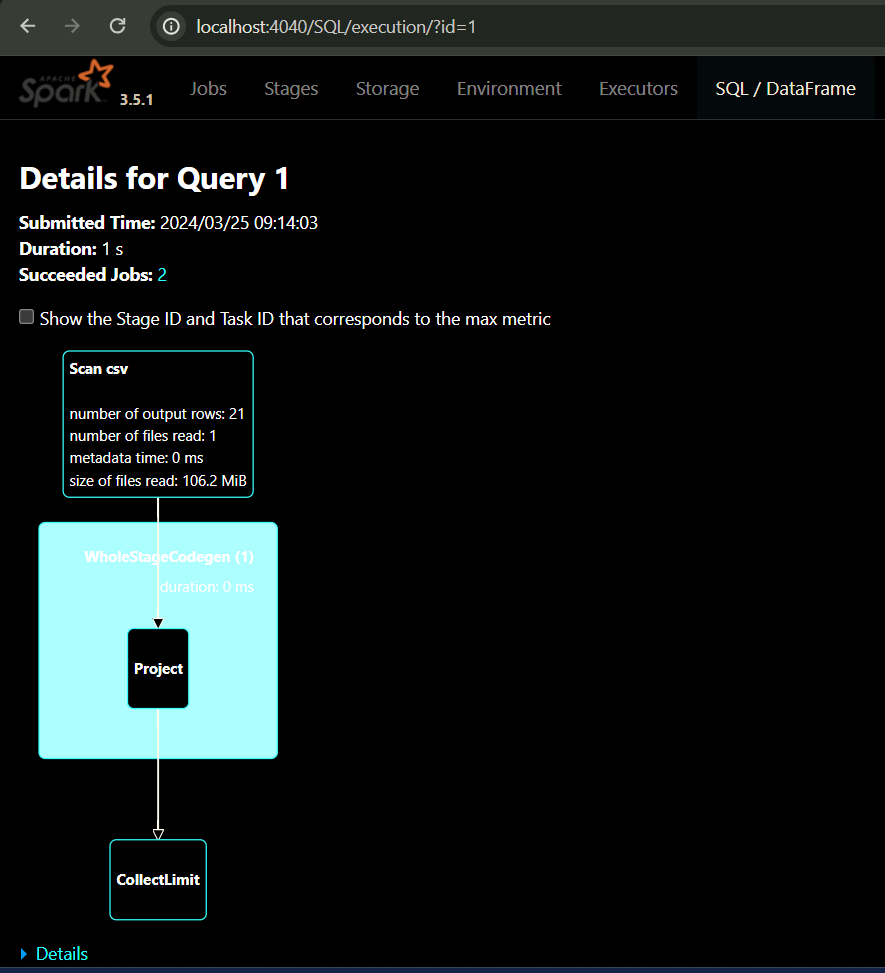 localhost:4040/SQL/execution/?id=1
APACHE
Spark 3.5.1 Jobs Stages Storage Environment Executors SQL / DataFrame
Details for Query 1
Submitted Time: 2024/03/25 09:14:03
Duration: 1 s
Succeeded Jobs: 2
Show the Stage ID and Task ID that corresponds to the max metric
Scan csv
number of output rows: 21
number of files read: 1
metadata time: 0 ms
size of files read: 106.2 MiB
WholeStageCodegen (1)
duration: 0 ms
Project
CollectLimit
Details